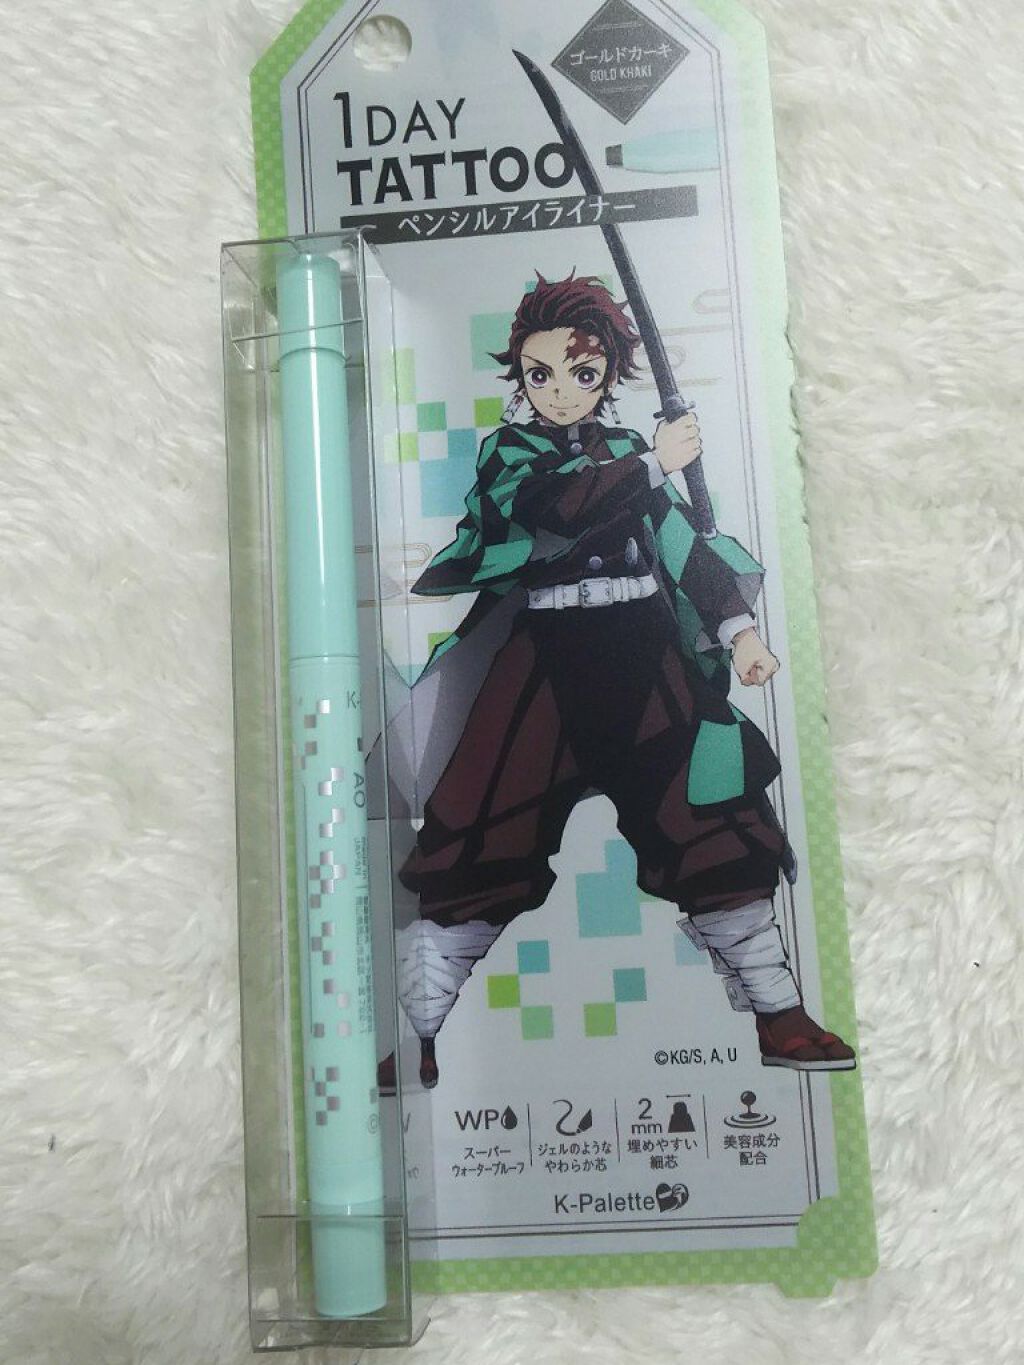 ゴールドカーキ
GOLD KHAKI
1DAY
TATTOO
ペンシルアイライナー
K-
AO
JAPAN
©KG/S, A, U
WP
スーパー
ウォータープルーフ
ジェルのような
やわらか芯
2
mm
埋めやすい
細芯
美容成分
配合
K-Palette